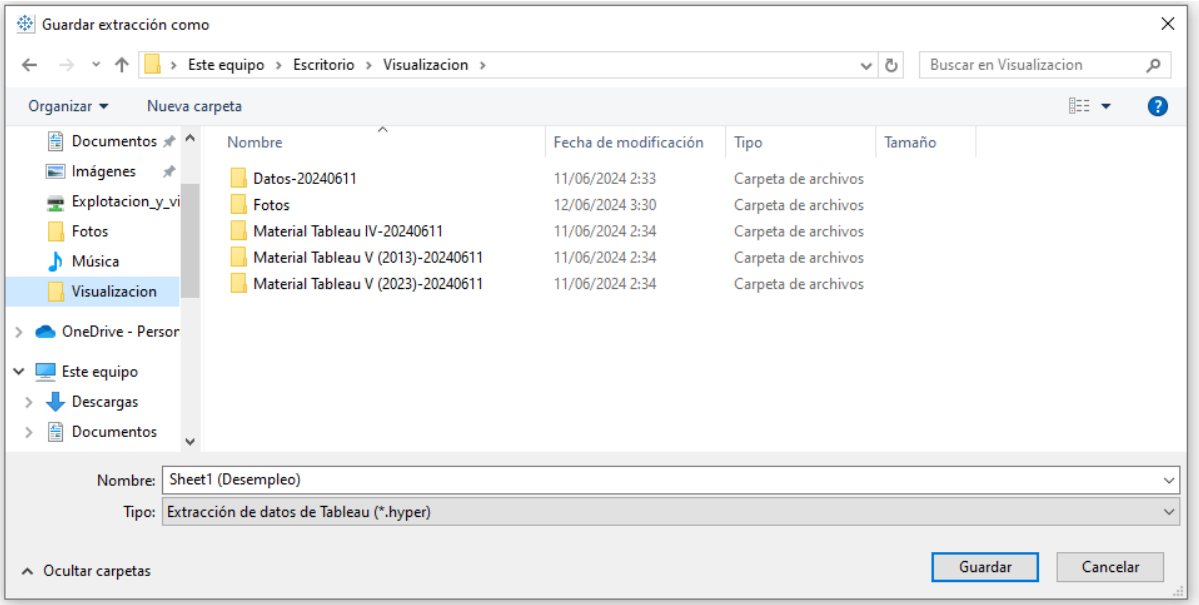 Guardar extracción como
Este equipo > Escritorio > Visualizacion >
Buscar en Visualizacion
Organizar Nueva carpeta
Documentos
Imágenes
Explotacion_y_vi
Fotos
Música
Visualizacion
OneDrive - Person
Este equipo
Descargas
Documentos
Nombre Fecha de modificación Tipo Tamaño
Datos-20240611 11/06/2024 2:33 Carpeta de archivos
Fotos 12/06/2024 3:30 Carpeta de archivos
Material Tableau IV-20240611 11/06/2024 2:34 Carpeta de archivos
Material Tableau V (2013)-20240611 11/06/2024 2:34 Carpeta de archivos
Material Tableau V (2023)-20240611 11/06/2024 2:34 Carpeta de archivos
Nombre: Sheet1 (Desempleo)
Tipo: Extracción de datos de Tableau (*.hyper)
Ocultar carpetas
Guardar Cancelar